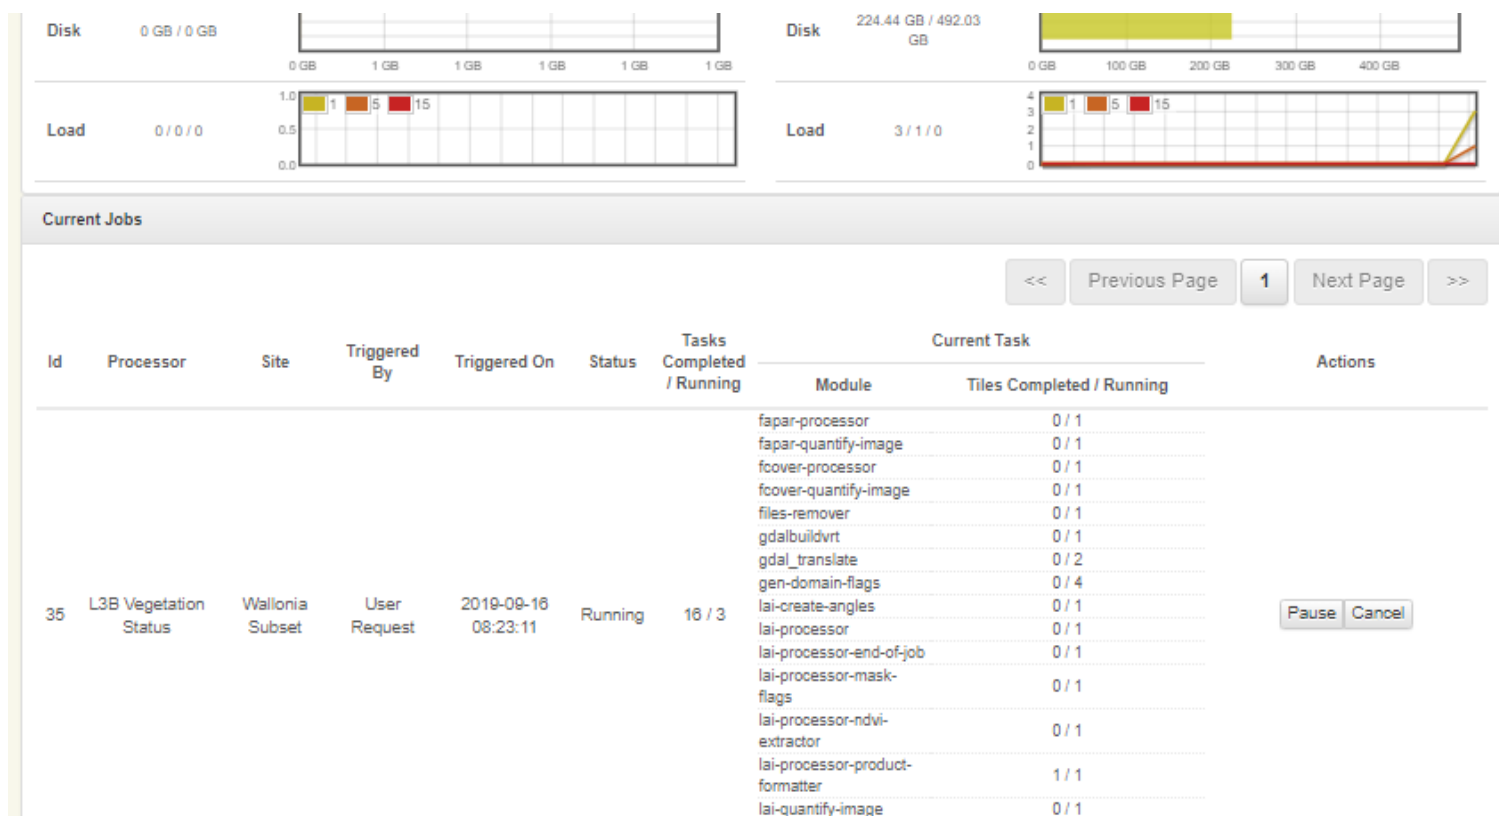 Disk
0 GB / 0 GB
0 GB 1 GB 1 GB 1 GB 1 GB 1 GB
Disk
224.44 GB / 492.03
GB
0 GB 100 GB 200 GB 300 GB 400 GB
Load
0 / 0 / 0
1.0
0.5
0.0
1 5 15
Load
3 / 1 / 0
4
3
2
1
0
1 5 15
Current Jobs
<< Previous Page 1 Next Page >>
Id
Processor
Site
Triggered
By
Triggered On
Status
Tasks
Completed
/ Running
Current Task
Module
Tiles Completed / Running
Actions
35
L3B Vegetation
Status
Wallonia
Subset
User
Request
2019-09-16
08:23:11
Running
16 / 3
fapar-processor 0 / 1
fapar-quantify-image 0 / 1
fcover-processor 0 / 1
fcover-quantify-image 0 / 1
files-remover 0 / 1
gdalbuildvrt 0 / 1
gdal_translate 0 / 2
gen-domain-flags 0 / 4
lai-create-angles 0 / 1
lai-processor 0 / 1
lai-processor-end-of-job 0 / 1
lai-processor-mask-
flags 0 / 1
lai-processor-ndvi-
extractor 0 / 1
lai-processor-product-
formatter 1 / 1
lai-quantify-image 0 / 1
Pause Cancel